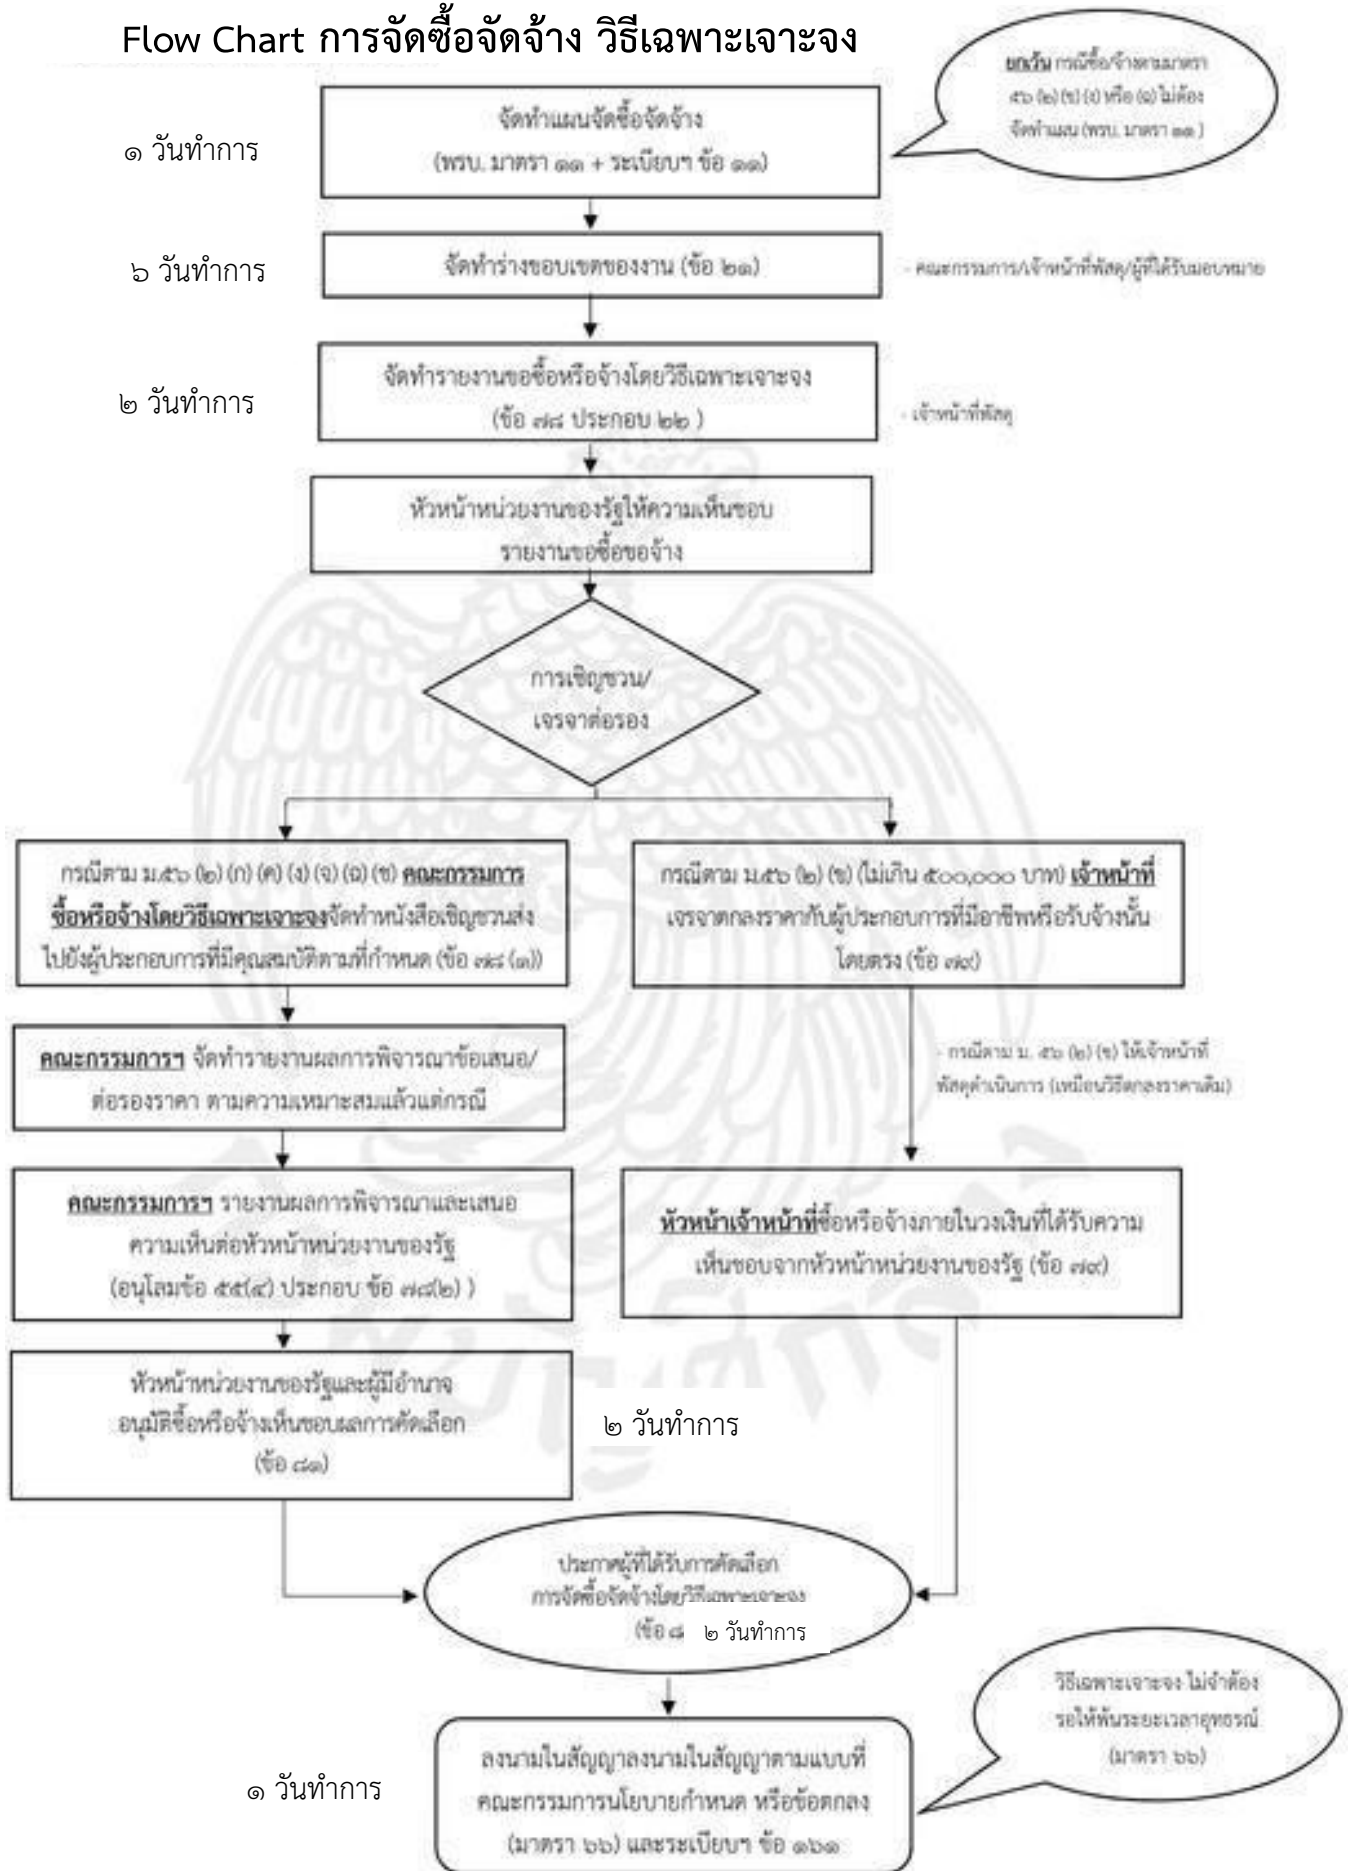 Flow Chart การจัดซื้อจัดจ้าง วิธีเฉพาะเจาะจง
ยกเว้น กรณีซื้อ/จ้างตามมาตรา
๕๖ (๒) (ข) (ง) หรือ (ฉ) ไม่ต้อง
จัดทำแผน (พรบ. มาตรา ๑๑ )
๑ วันทำการ
จัดทำแผนจัดซื้อจัดจ้าง
(พรบ. มาตรา ๑๑ + ระเบียบฯ ข้อ ๑๑)
๖ วันทำการ
จัดทำร่างขอบเขตของงาน (ข้อ ๒๑)
- คณะกรรมการ/เจ้าหน้าที่พัสดุ/ผู้ที่ได้รับมอบหมาย
๒ วันทำการ
จัดทำรายงานขอซื้อหรือจ้างโดยวิธีเฉพาะเจาะจง
(ข้อ ๗๘ ประกอบ ๒๒ )
- เจ้าหน้าที่พัสดุ
หัวหน้าหน่วยงานของรัฐให้ความเห็นชอบ
รายงานขอซื้อขอจ้าง
การเชิญชวน/
เจรจาต่อรอง
กรณีตาม ม.๕๖ (๒) (ก) (ค) (ง) (จ) (ฉ) (ช) คณะกรรมการ
ซื้อหรือจ้างโดยวิธีเฉพาะเจาะจงจัดทำหนังสือเชิญชวนส่ง
ไปยังผู้ประกอบการที่มีคุณสมบัติตามที่กำหนด (ข้อ ๗๘ (๑))
กรณีตาม ม.๕๖ (๒) (ข) (ไม่เกิน ๕๐๐,๐๐๐ บาท) เจ้าหน้าที่
เจรจาตกลงราคากับผู้ประกอบการที่มีอาชีพหรือรับจ้างนั้น
โดยตรง (ข้อ ๗๙)
คณะกรรมการฯ จัดทำรายงานผลการพิจารณาข้อเสนอ/
ต่อรองราคา ตามความเหมาะสมแล้วแต่กรณี
- กรณีตาม ม. ๕๖ (๒) (ข) ให้เจ้าหน้าที่
พัสดุดำเนินการ (เหมือนวิธีตกลงราคาเดิม)
คณะกรรมการฯ รายงานผลการพิจารณาและเสนอ
ความเห็นต่อหัวหน้าหน่วยงานของรัฐ
(อนุโลมข้อ ๕๕(๔) ประกอบ ข้อ ๗๘(๒) )
หัวหน้าเจ้าหน้าที่ซื้อหรือจ้างภายในวงเงินที่ได้รับความ
เห็นชอบจากหัวหน้าหน่วยงานของรัฐ (ข้อ ๗๙)
หัวหน้าหน่วยงานของรัฐและผู้มีอำนาจ
อนุมัติซื้อหรือจ้างเห็นชอบผลการคัดเลือก
(ข้อ ๘๑)
๒ วันทำการ
ประกาศผู้ที่ได้รับการคัดเลือก
การจัดซื้อจัดจ้างโดยวิธีเฉพาะเจาะจง
(ข้อ ๘ ๒ วันทำการ
วิธีเฉพาะเจาะจง ไม่จำต้อง
รอให้พ้นระยะเวลาอุทธรณ์
(มาตรา ๖๖)
๑ วันทำการ
ลงนามในสัญญาลงนามในสัญญาตามแบบที่
คณะกรรมการนโยบายกำหนด หรือข้อตกลง
(มาตรา ๖๖) และระเบียบฯ ข้อ ๑๖๑